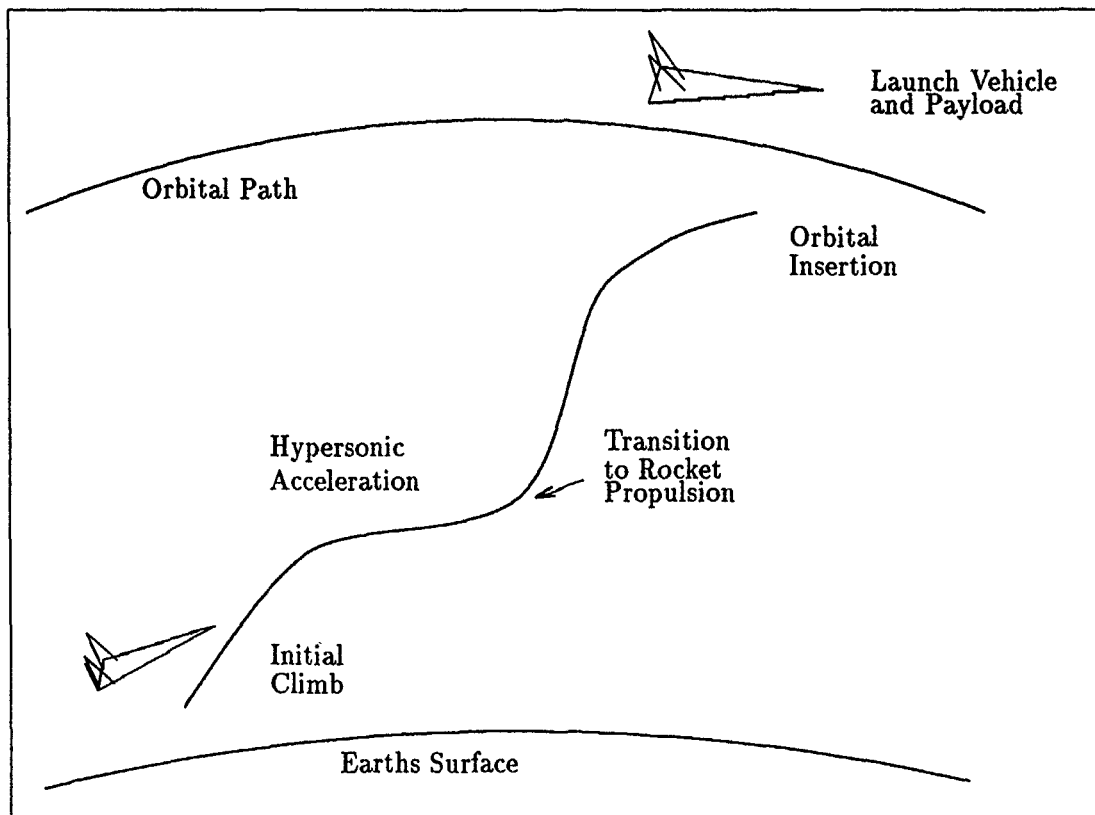 Launch Vehicle
and Payload
Orbital Path
Orbital
Insertion
Hypersonic
Acceleration
Transition
to Rocket
Propulsion
Initial
Climb
Earths Surface